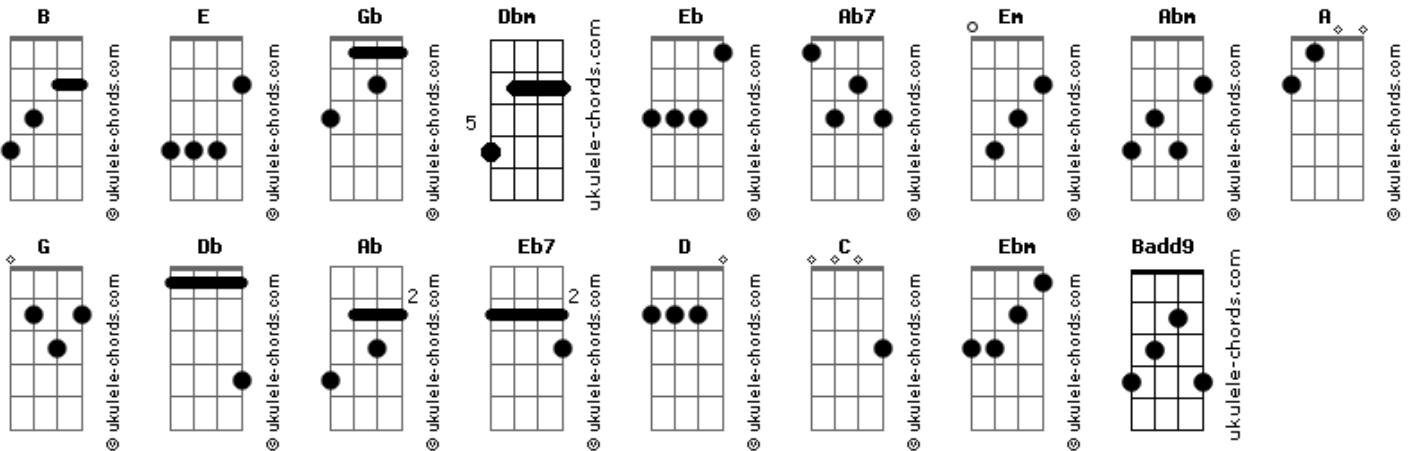 B E Gb Dbm Eb Ab7 Em Abm A
5
© ukulele-chords.com © ukulele-chords.com © ukulele-chords.com ukulele-chords.com © ukulele-chords.com © ukulele-chords.com © ukulele-chords.com © ukulele-chords.com © ukulele-chords.com
G Db Ab Eb7 D C Ebm Badd9
2 2
© ukulele-chords.com © ukulele-chords.com © ukulele-chords.com © ukulele-chords.com © ukulele-chords.com © ukulele-chords.com © ukulele-chords.com ukulele-chords.com